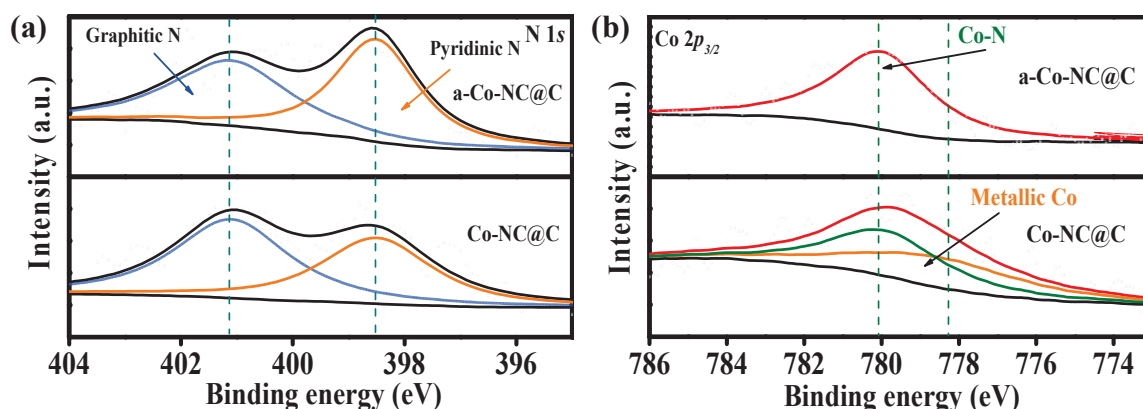 (a)
N 1s
Graphitic N
Pyridinic N
a-Co-NC@C
Co-NC@C
Intensity (a.u.)
404 402 400 398 396
Binding energy (eV)
(b)
Co 2p3/2
Co-N
a-Co-NC@C
Metallic Co
Co-NC@C
Intensity (a.u.)
786 784 782 780 778 776 774
Binding energy (eV)